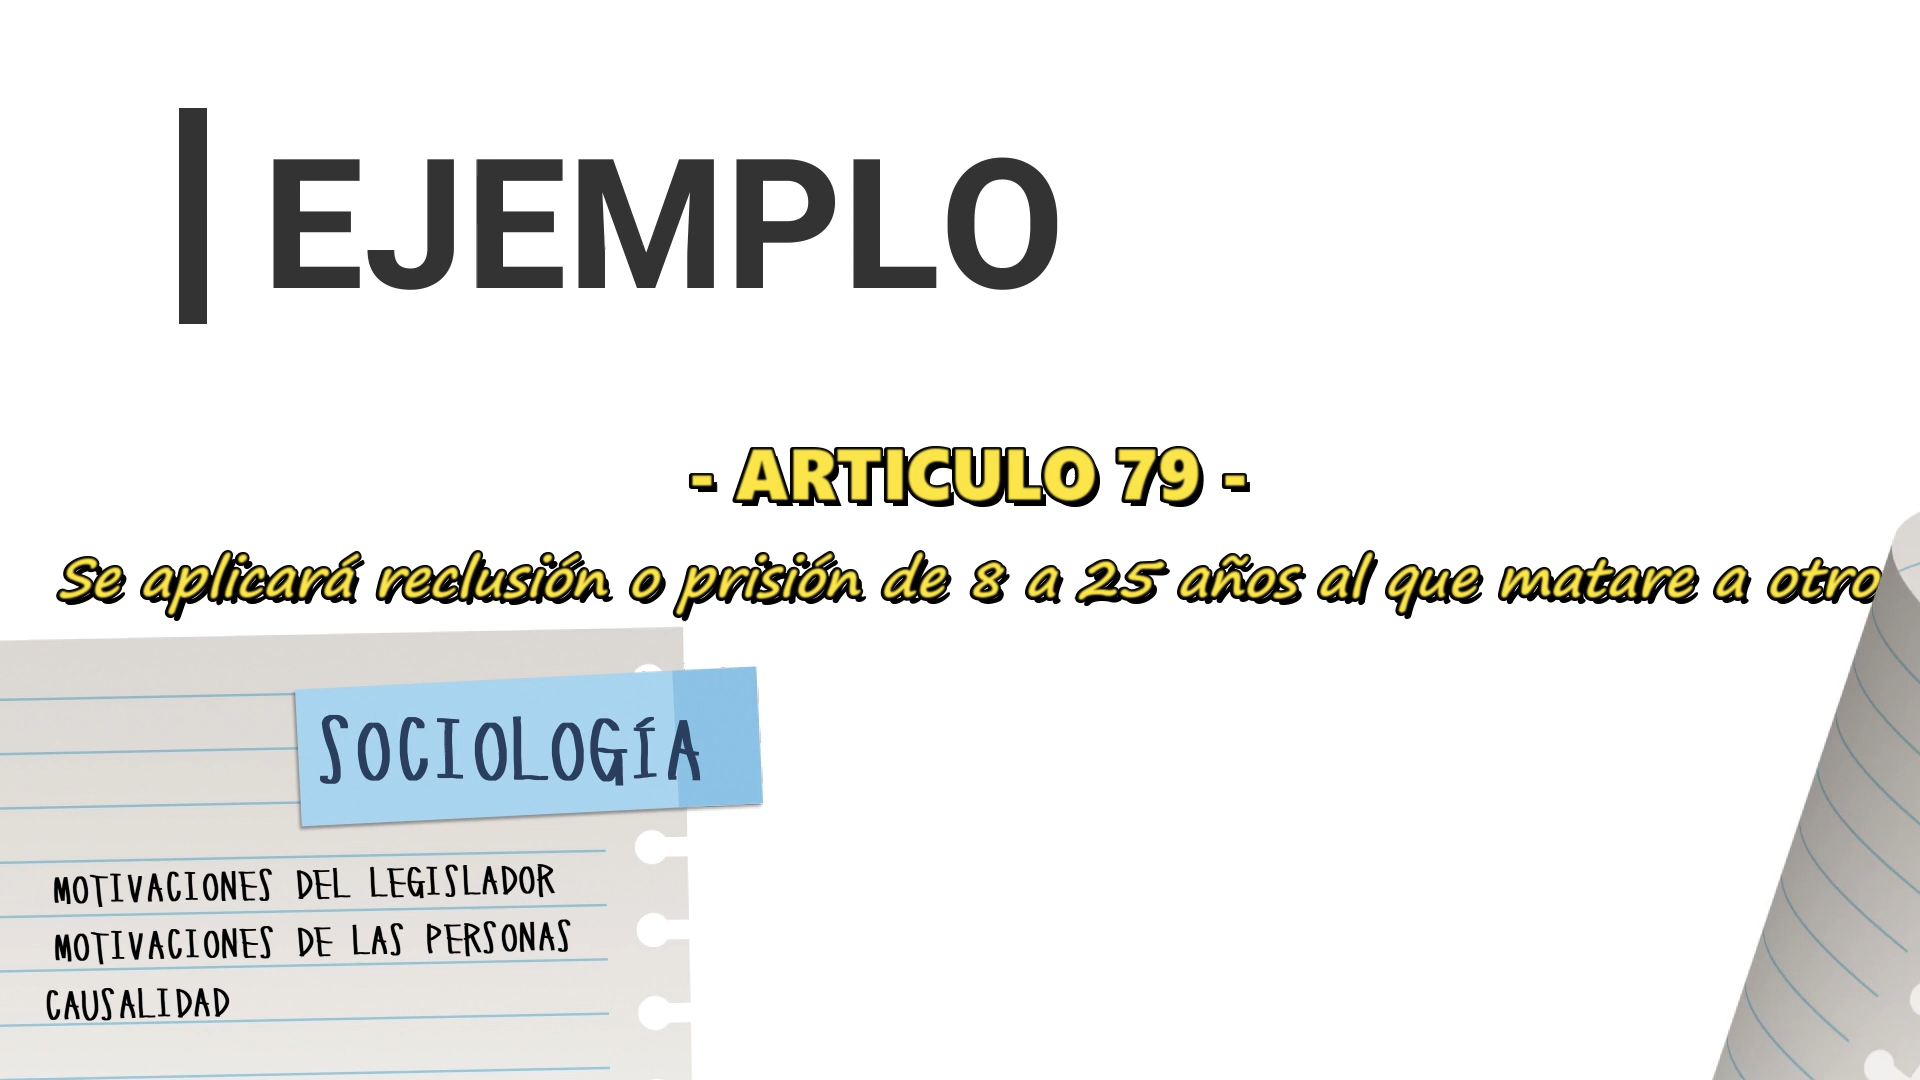 EJEMPLO
- ARTICULO 79 -
Se aplicará reclusión o prisión de 8 a 25 años al que matare a otro
SOCIOLOGÍA
MOTIVACIONES DEL LEGISLADOR
MOTIVACIONES DE LAS PERSONAS
CAUSALIDAD